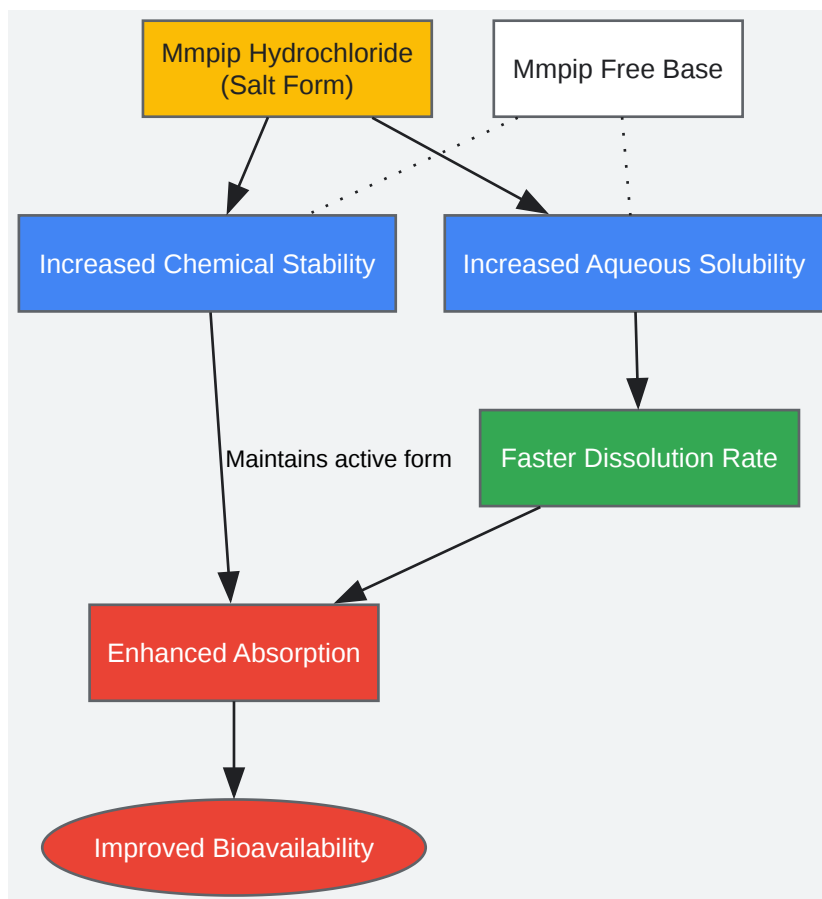 Mmpip Hydrochloride
(Salt Form)
Mmpip Free Base
Increased Chemical Stability
Increased Aqueous Solubility
Maintains active form
Faster Dissolution Rate
Enhanced Absorption
Improved Bioavailability